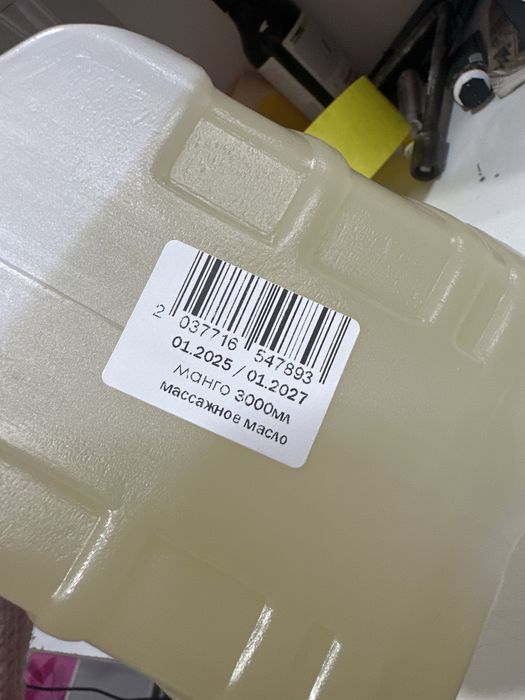 2 037716 547893
01.2025 / 01.2027
манго 3000мл
массажное масло